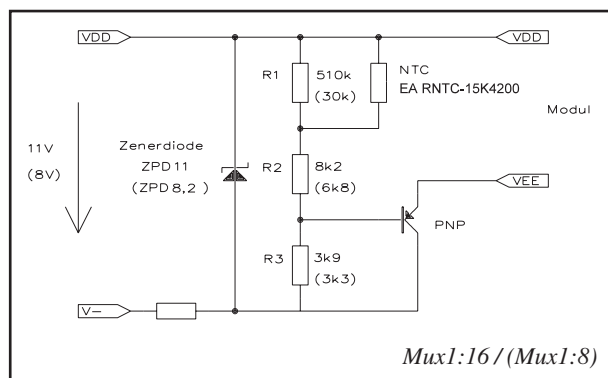 VDD
VDD
R1
510k
(30k)
NTC
EA RNTC-15K4200
Modul
11V
(8V)
Zenerdiode
ZPD11
(ZPD8,2)
R2
8k2
(6k8)
VEE
PNP
R3
3k9
(3k3)
V-
Mux1:16 / (Mux1:8)